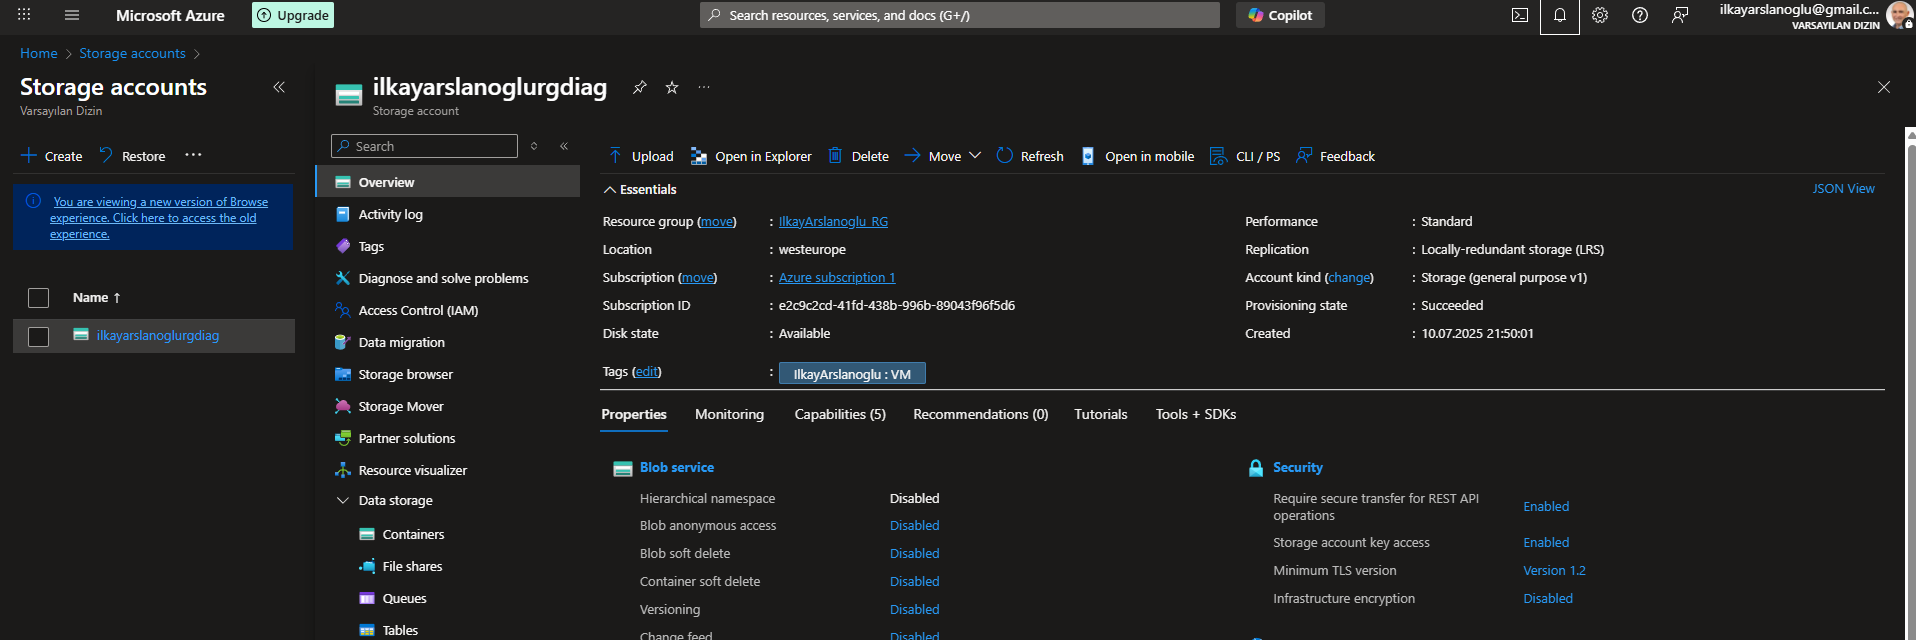 Microsoft Azure
Upgrade
Search resources, services, and docs (G+/)
Copilot
ilkayarslanoglu@gmail.c...
VARSAYILAN DIZIN
Home > Storage accounts >
Storage accounts
Varsayılan Dizin
Create
Restore
...
You are viewing a new version of Browse
experience. Click here to access the old
experience.
Name ↑
ilkayarslanoglurgdiag
ilkayarslanoglurgdiag
Storage account
Search
Overview
Activity log
Tags
Diagnose and solve problems
Access Control (IAM)
Data migration
Storage browser
Storage Mover
Partner solutions
Resource visualizer
Data storage
Containers
File shares
Queues
Tables
Upload
Open in Explorer
Delete
Move
Refresh
Open in mobile
CLI / PS
Feedback
Essentials
JSON View
Resource group (move) : IlkayArslanoglu_RG
Location : westeurope
Subscription (move) : Azure subscription 1
Subscription ID : e2c9c2cd-41fd-438b-996b-89043f96f5d6
Disk state : Available
Performance : Standard
Replication : Locally-redundant storage (LRS)
Account kind (change) : Storage (general purpose v1)
Provisioning state : Succeeded
Created : 10.07.2025 21:50:01
Tags (edit) : IlkayArslanoglu : VM
Properties
Monitoring
Capabilities (5)
Recommendations (0)
Tutorials
Tools + SDKs
Blob service
Hierarchical namespace Disabled
Blob anonymous access Disabled
Blob soft delete Disabled
Container soft delete Disabled
Versioning Disabled
Change feed Disabled
Security
Require secure transfer for REST API
operations Enabled
Storage account key access Enabled
Minimum TLS version Version 1.2
Infrastructure encryption Disabled